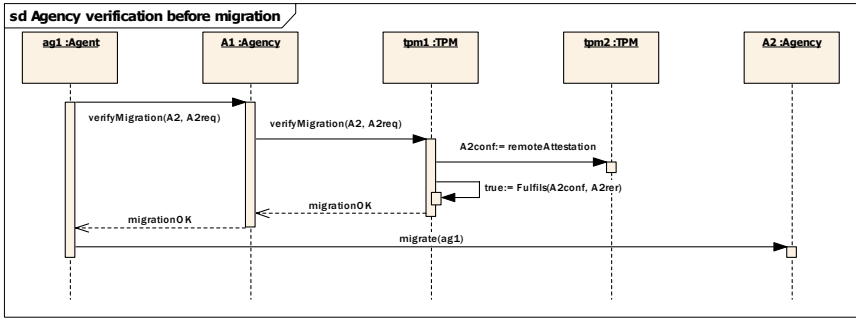 sd Agency verification before migration
ag1 :Agent
A1 :Agency
tpm1 :TPM
tpm2 :TPM
A2 :Agency
verifyMigration(A2, A2req)
verifyMigration(A2, A2req)
A2conf:= remoteAttestation
true:= Fulfils(A2conf, A2rer)
migrationOK
migrationOK
migrate(ag1)